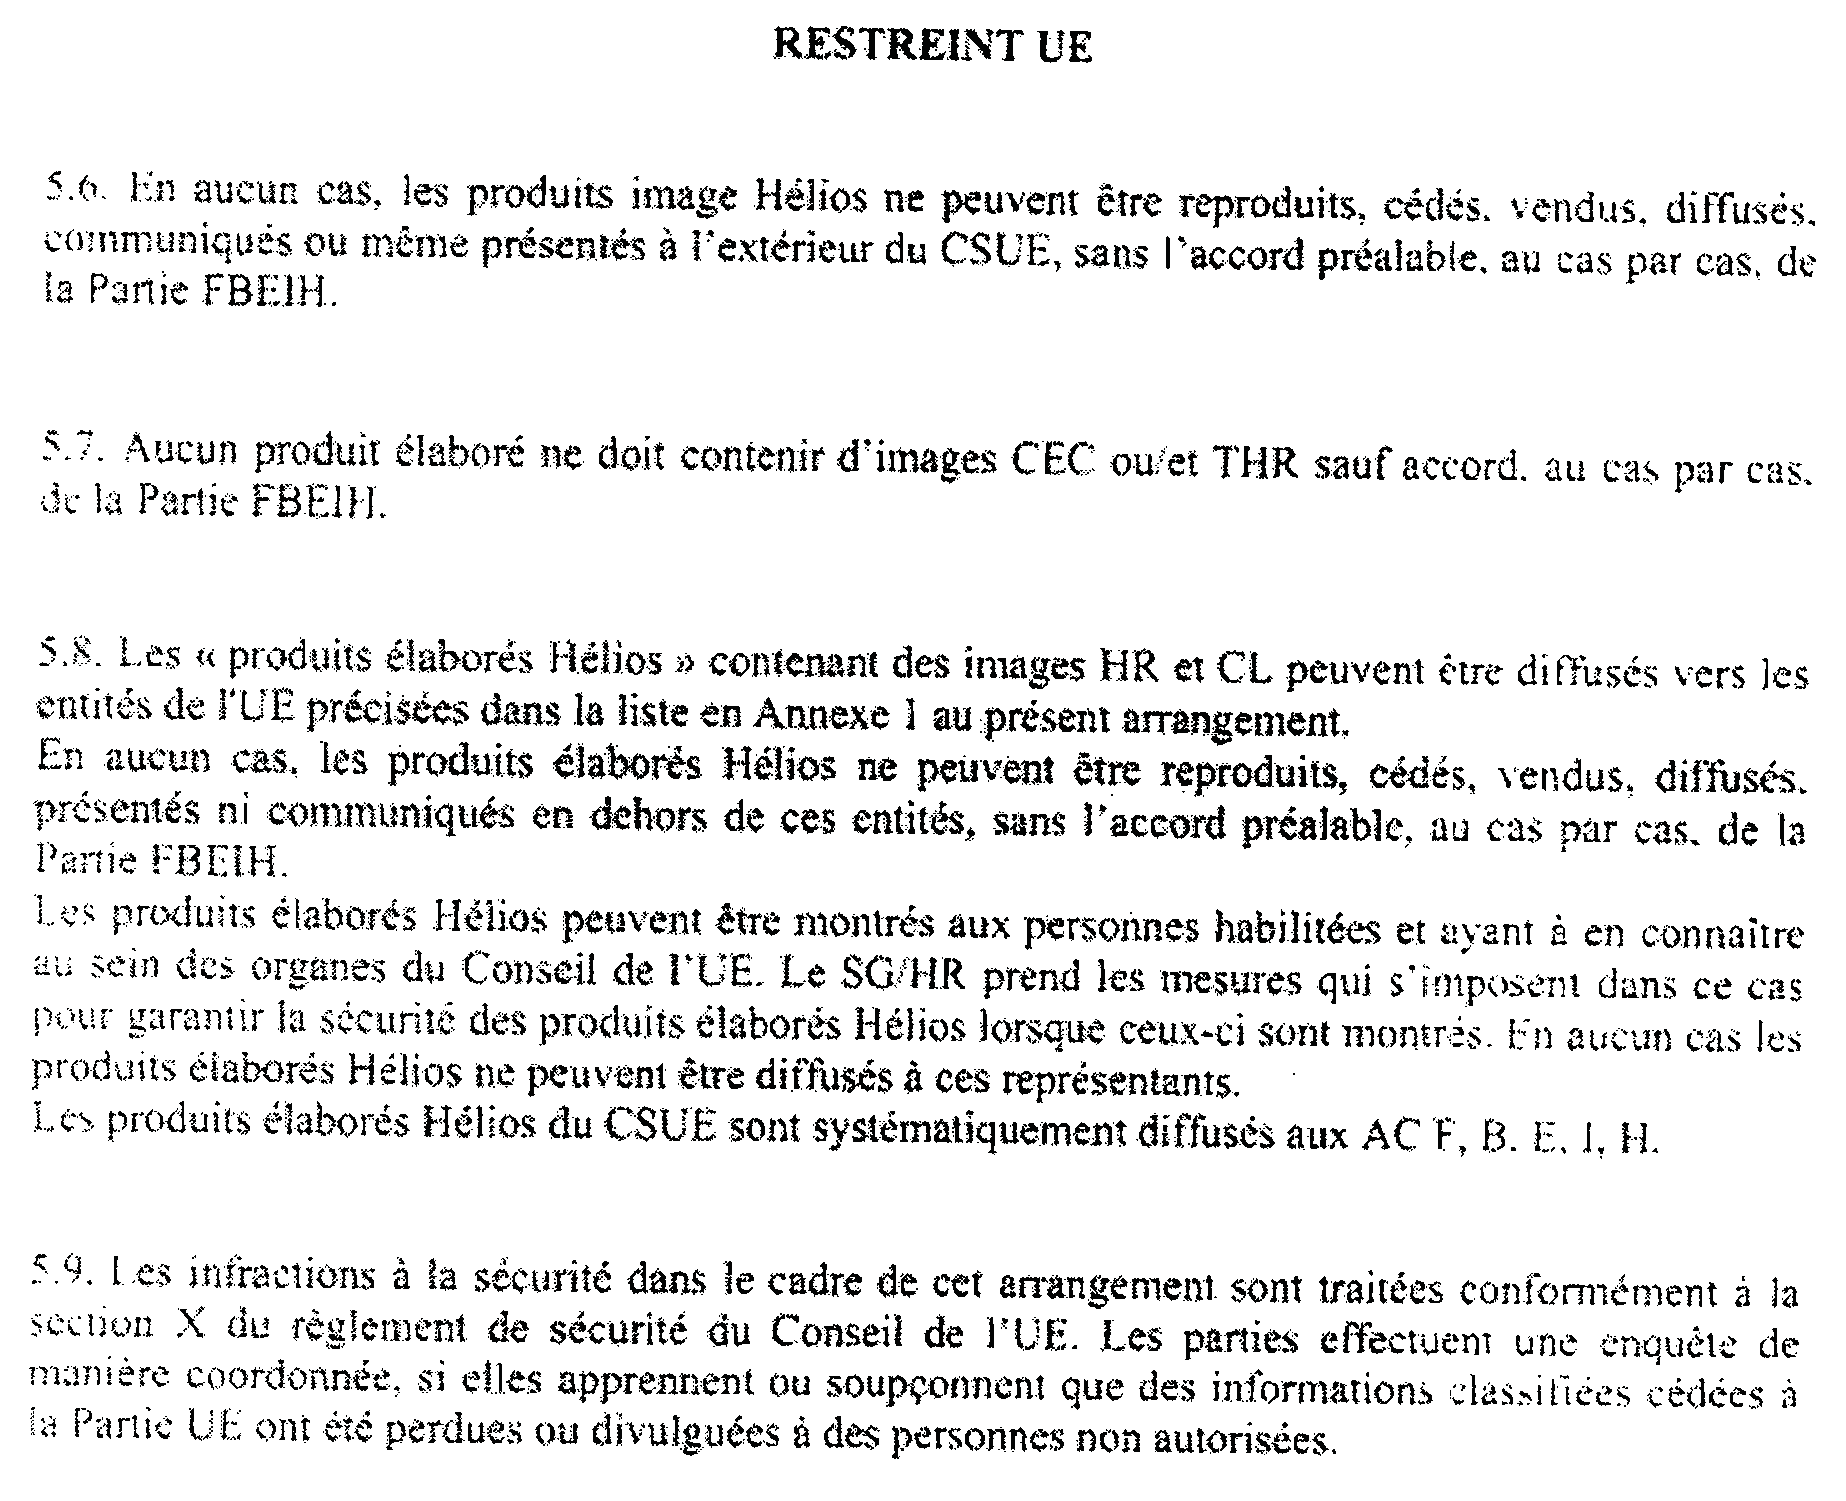 RESTREINT UE
5.6. En aucun cas, les produits image Hélios ne peuvent être reproduits, cédés, vendus, diffusés,
communiqués ou même présentés à l'extérieur du CSUE, sans l'accord préalable, au cas par cas, de
la Partie FBEIH.
5.7. Aucun produit élaboré ne doit contenir d'images CEC ou/et THR sauf accord, au cas par cas,
de la Partie FBEIH.
5.8. Les « produits élaborés Hélios » contenant des images HR et CL peuvent être diffusés vers les
entités de l'UE précisées dans la liste en Annexe 1 au présent arrangement.
En aucun cas, les produits élaborés Hélios ne peuvent être reproduits, cédés, vendus, diffusés,
présentés ni communiqués en dehors de ces entités, sans l'accord préalable, au cas par cas, de la
Partie FBEIH.
Les produits élaborés Hélios peuvent être montrés aux personnes habilitées et ayant à en connaître
au sein des organes du Conseil de l'UE. Le SG/HR prend les mesures qui s'imposent dans ce cas
pour garantir la sécurité des produits élaborés Hélios lorsque ceux-ci sont montrés. En aucun cas les
produits élaborés Hélios ne peuvent être diffusés à ces représentants.
Les produits élaborés Hélios du CSUE sont systématiquement diffusés aux AC F, B, E, I, H.
5.9. Les infractions à la sécurité dans le cadre de cet arrangement sont traitées conformément à la
section X du règlement de sécurité du Conseil de l'UE. Les parties effectuent une enquête de
manière coordonnée, si elles apprennent ou soupçonnent que des informations classifiées cédées à
la Partie UE ont été perdues ou divulguées à des personnes non autorisées.